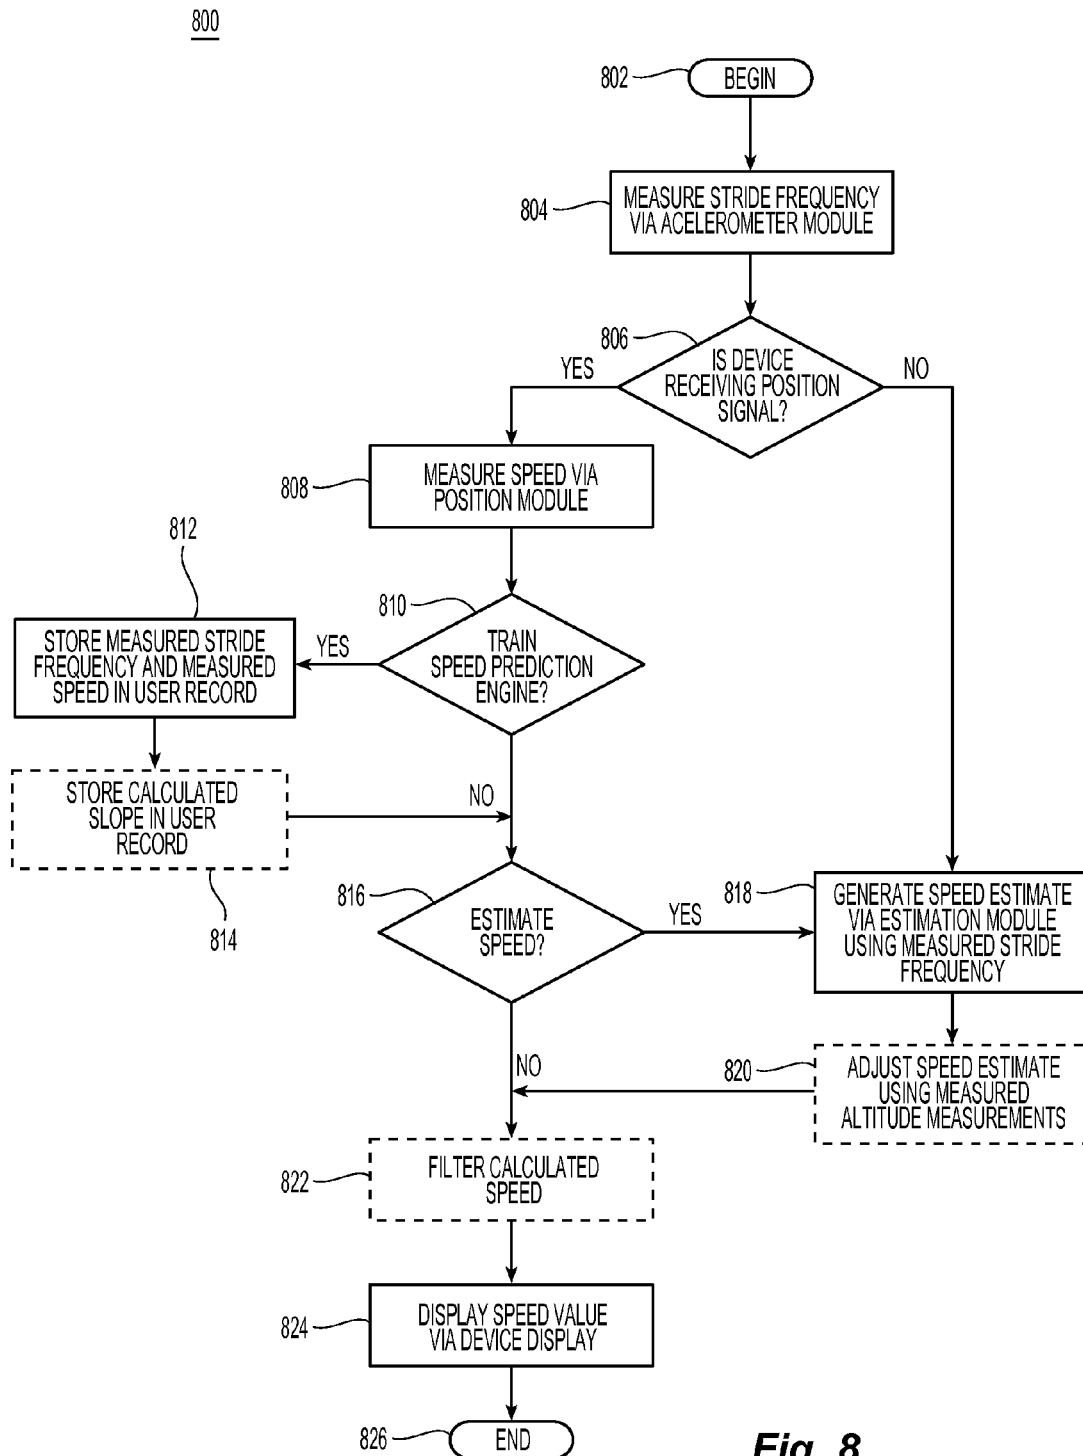 800
802
BEGIN
804
MEASURE STRIDE FREQUENCY
VIA ACELEROMETER MODULE
806
IS DEVICE
RECEIVING POSITION
SIGNAL?
YES
NO
808
MEASURE SPEED VIA
POSITION MODULE
810
TRAIN
SPEED PREDICTION
ENGINE?
YES
812
STORE MEASURED STRIDE
FREQUENCY AND MEASURED
SPEED IN USER RECORD
STORE CALCULATED
SLOPE IN USER
RECORD
814
NO
816
ESTIMATE
SPEED?
YES
818
GENERATE SPEED ESTIMATE
VIA ESTIMATION MODULE
USING MEASURED STRIDE
FREQUENCY
820
ADJUST SPEED ESTIMATE
USING MEASURED
ALTITUDE MEASUREMENTS
NO
822
FILTER CALCULATED
SPEED
824
DISPLAY SPEED VALUE
VIA DEVICE DISPLAY
826
END
Fig. 8